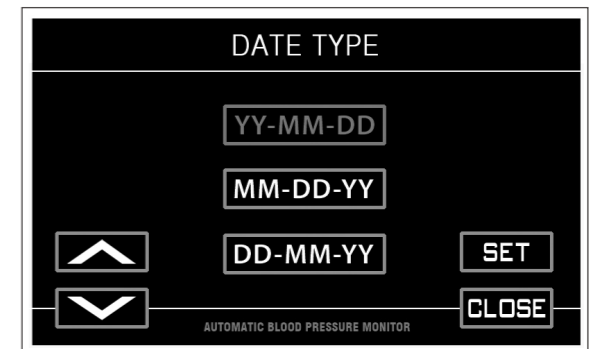 DATE TYPE
YY-MM-DD
MM-DD-YY
DD-MM-YY
SET
CLOSE
AUTOMATIC BLOOD PRESSURE MONITOR